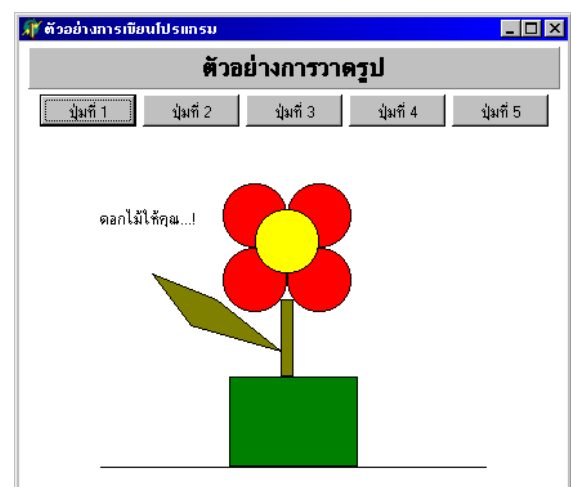 ตัวอย่างการเขียนโปรแกรม
ตัวอย่างการวาดรูป
ปุ่มที่ 1 ปุ่มที่ 2 ปุ่มที่ 3 ปุ่มที่ 4 ปุ่มที่ 5
ดอกไม้ให้คุณ...!